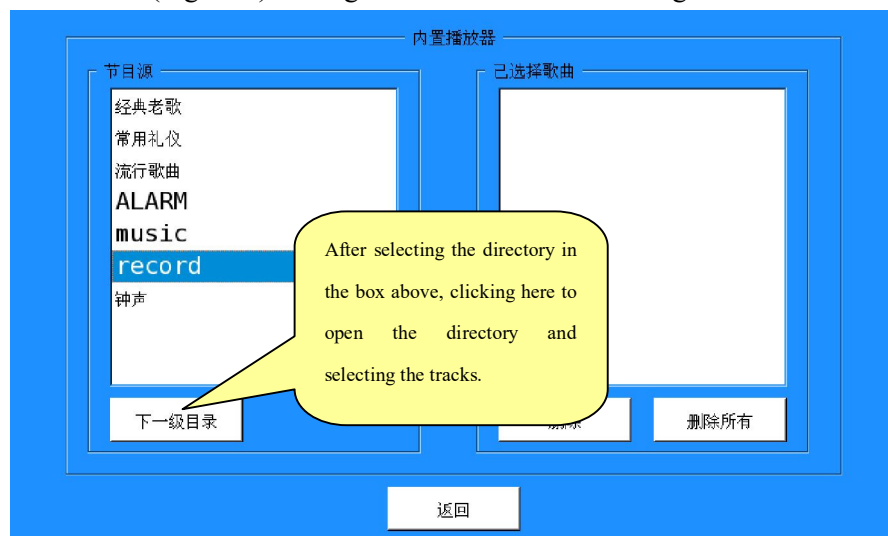 内置播放器
节目源
经典老歌
常用礼仪
流行歌曲
ALARM
music
record
钟声
下一级目录
After selecting the directory in
the box above, clicking here to
open the directory and
selecting the tracks.
已选择歌曲
删除所有
返回